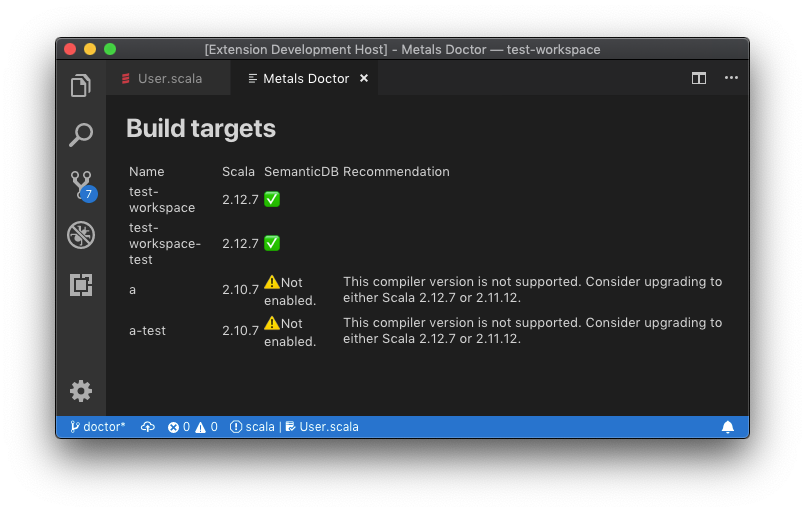 [Extension Development Host] - Metals Doctor — test-workspace
User.scala
Metals Doctor ×
Build targets
Name Scala SemanticDB Recommendation
test-
workspace 2.12.7
test-
workspace-
test 2.12.7
a 2.10.7 Not
enabled. This compiler version is not supported. Consider upgrading to
either Scala 2.12.7 or 2.11.12.
a-test 2.10.7 Not
enabled. This compiler version is not supported. Consider upgrading to
either Scala 2.12.7 or 2.11.12.
7
doctor* 0 0 scala | User.scala